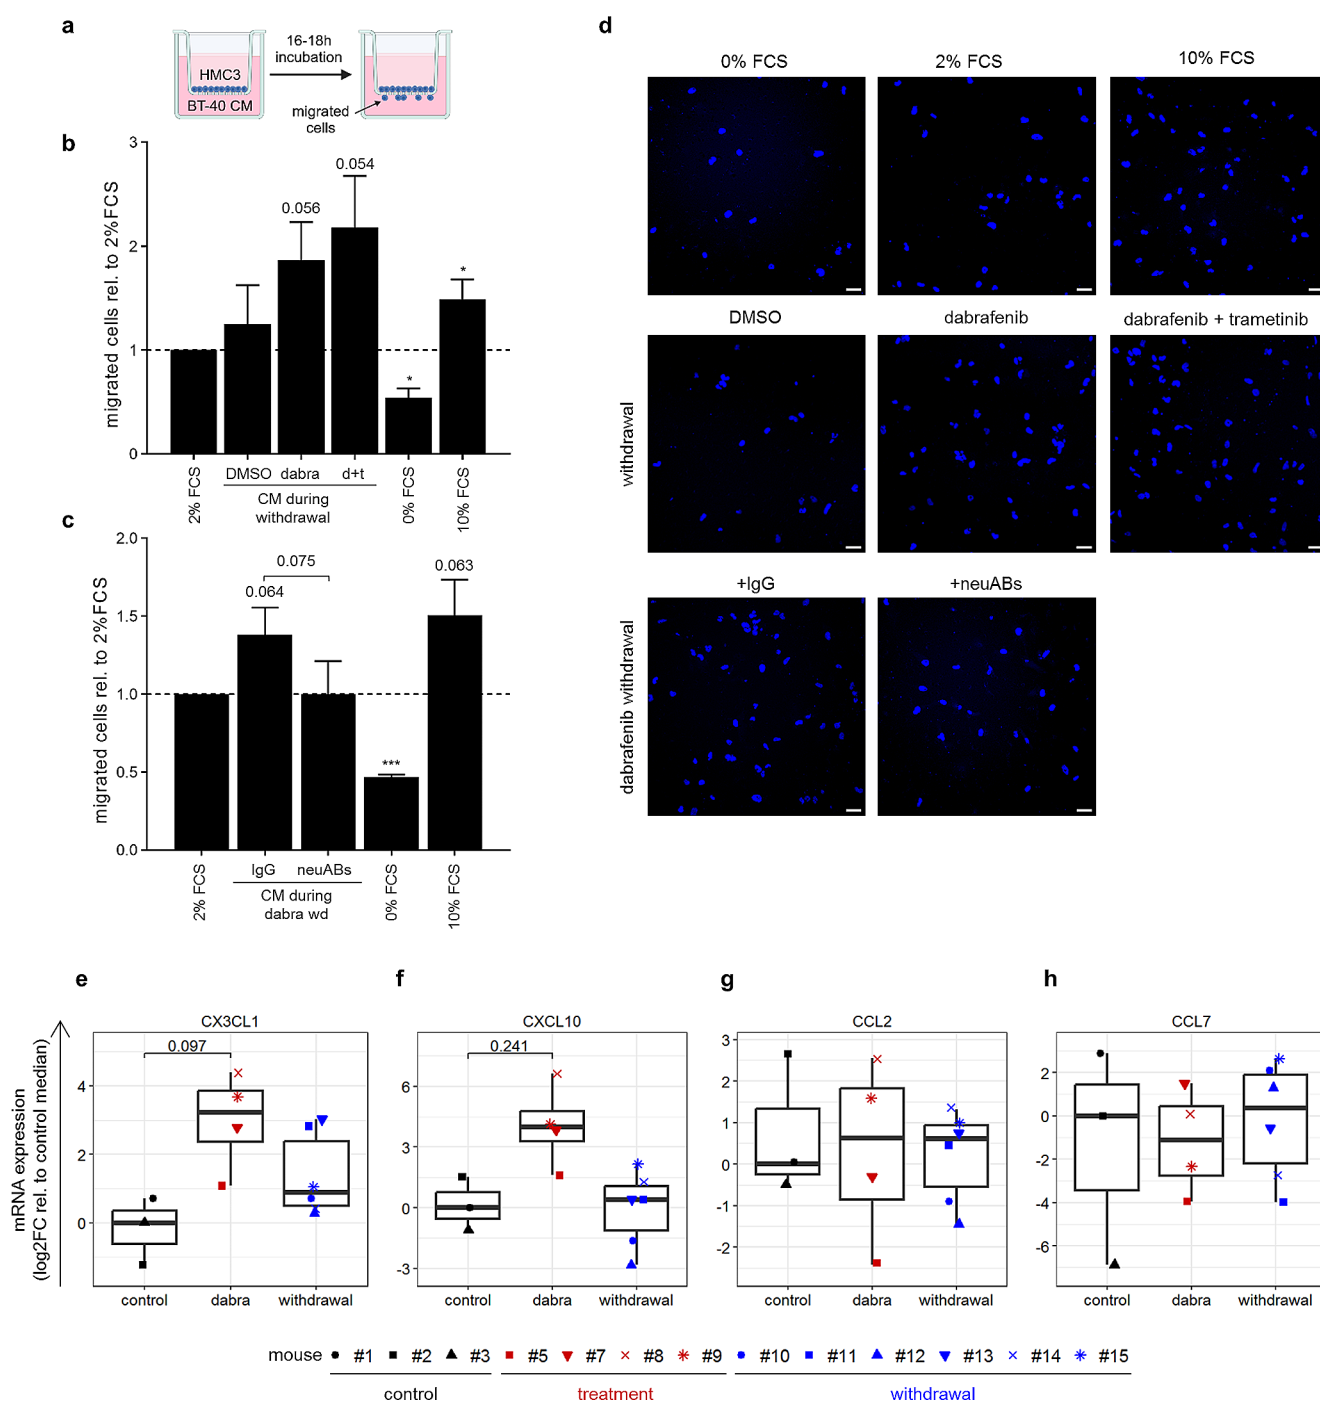 a
16-18h
incubation
HMC3
BT-40 CM
migrated
cells
b
migrated cells rel. to 2%FCS
3
2
1
0
0.056
0.054
*
*
2% FCS
DMSO
dabra
d+t
0% FCS
10% FCS
CM during
withdrawal
c
migrated cells rel. to 2%FCS
2.0
1.5
1.0
0.5
0.0
0.064
0.075
***
0.063
2% FCS
IgG
neuABs
0% FCS
10% FCS
CM during
dabra wd
d
0% FCS
2% FCS
10% FCS
withdrawal
DMSO
dabrafenib
dabrafenib + trametinib
dabrafenib withdrawal
+IgG
+neuABs
mRNA expression
(log2FC rel. to control median)
e
CX3CL1
0.097
4
2
0
control
dabra
withdrawal
f
CXCL10
0.241
6
3
0
-3
control
dabra
withdrawal
g
CCL2
3
2
1
0
-1
-2
control
dabra
withdrawal
h
CCL7
2
0
-2
-4
-6
control
dabra
withdrawal
mouse #1 #2 #3 #5 #7 #8 #9 #10 #11 #12 #13 #14 #15
control
treatment
withdrawal